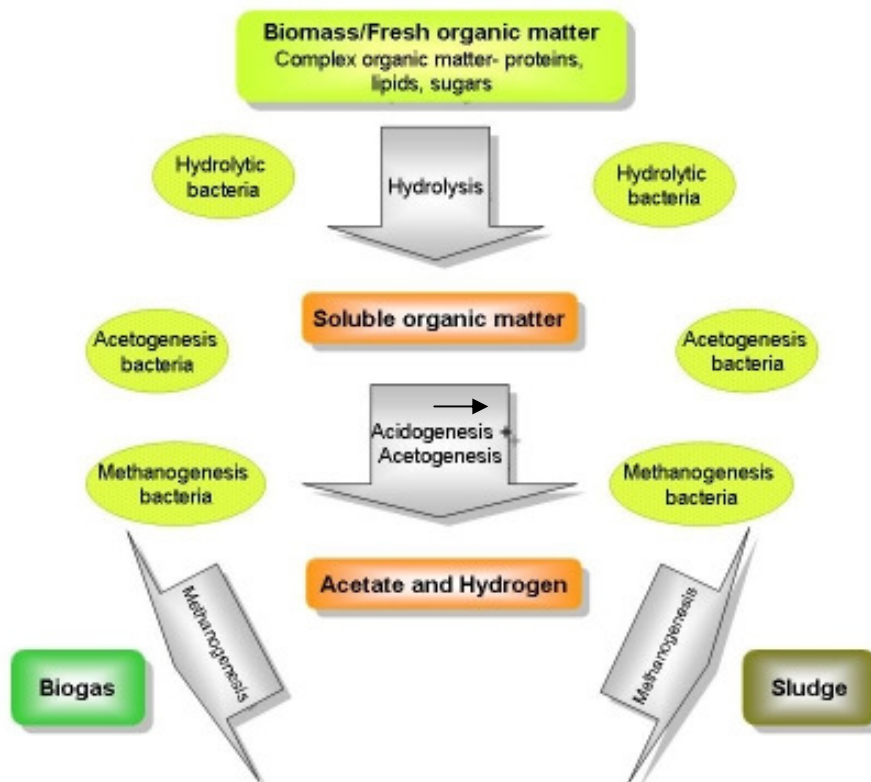 Biomass/Fresh organic matter
Complex organic matter- proteins,
lipids, sugars
Hydrolytic
bacteria
Hydrolysis
Hydrolytic
bacteria
Soluble organic matter
Acetogenesis
bacteria
Acetogenesis
bacteria
Acidogenesis +
Acetogenesis
Methanogenesis
bacteria
Methanogenesis
bacteria
Acetate and Hydrogen
Methanogenesis
Methanogenesis
Biogas
Sludge